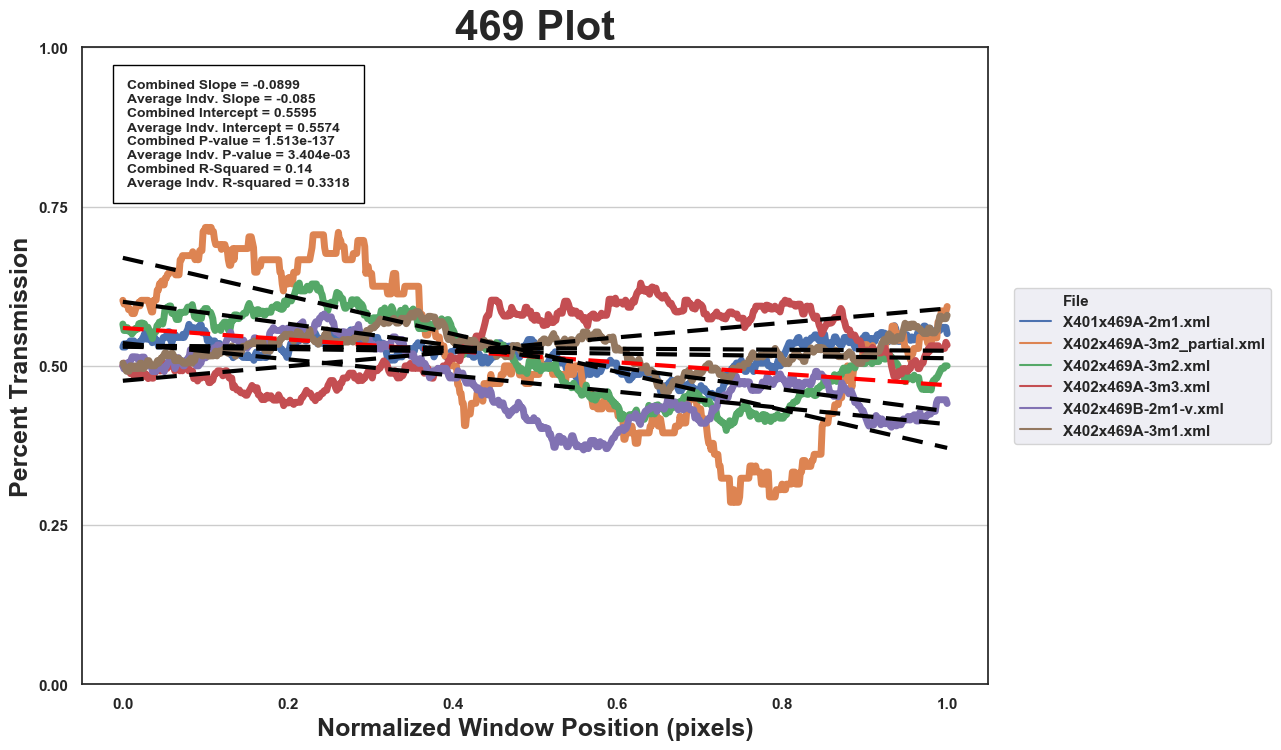 469 Plot
1.00
0.75
0.50
0.25
0.00
Percent Transmission
Combined Slope = -0.0899
Average Indv. Slope = -0.085
Combined Intercept = 0.5595
Average Indv. Intercept = 0.5574
Combined P-value = 1.513e-137
Average Indv. P-value = 3.404e-03
Combined R-Squared = 0.14
Average Indv. R-squared = 0.3318
File
X401x469A-2m1.xml
X402x469A-3m2_partial.xml
X402x469A-3m2.xml
X402x469A-3m3.xml
X402x469B-2m1-v.xml
X402x469A-3m1.xml
0.0 0.2 0.4 0.6 0.8 1.0
Normalized Window Position (pixels)